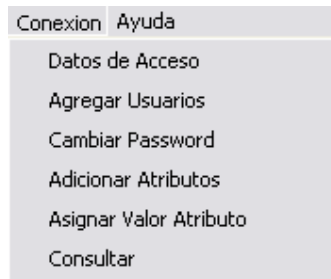 Conexion Ayuda
Datos de Acceso
Agregar Usuarios
Cambiar Password
Adicionar Atributos
Asignar Valor Atributo
Consultar